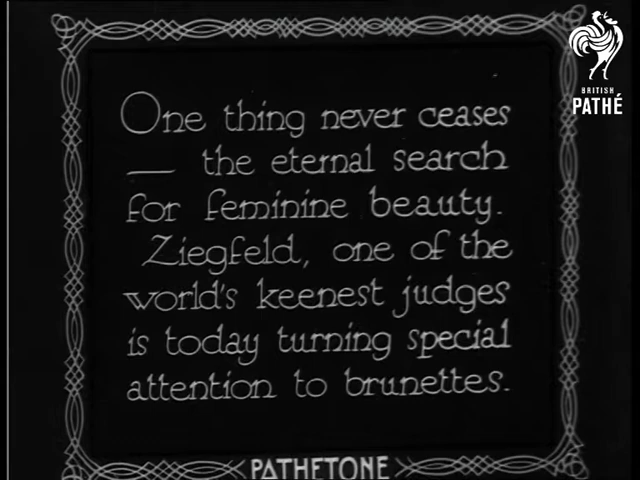 BRITISH
PATHÉ
One thing never ceases
— the eternal search
for feminine beauty.
Ziegfeld, one of the
world's keenest judges
is today turning special
attention to brunettes.
PATHETONE